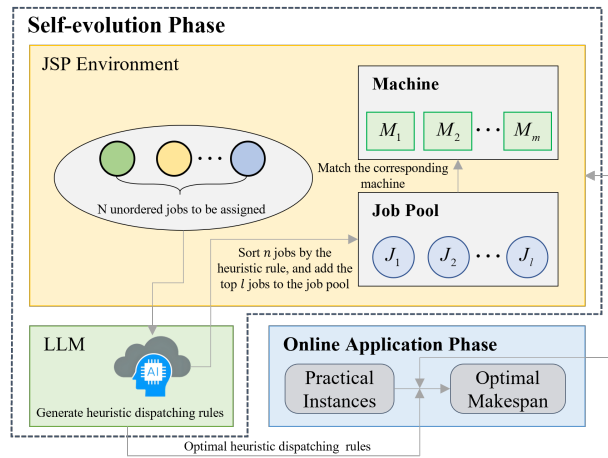 Self-evolution Phase
JSP Environment
Machine
M1 M2 ··· Mm
Match the corresponding
machine
···
N unordered jobs to be assigned
Job Pool
J1 J2 ··· Jl
Sort n jobs by the
heuristic rule, and add the
top l jobs to the job pool
LLM
AI
Generate heuristic dispatching rules
Online Application Phase
Practical
Instances
Optimal
Makespan
Optimal heuristic dispatching rules